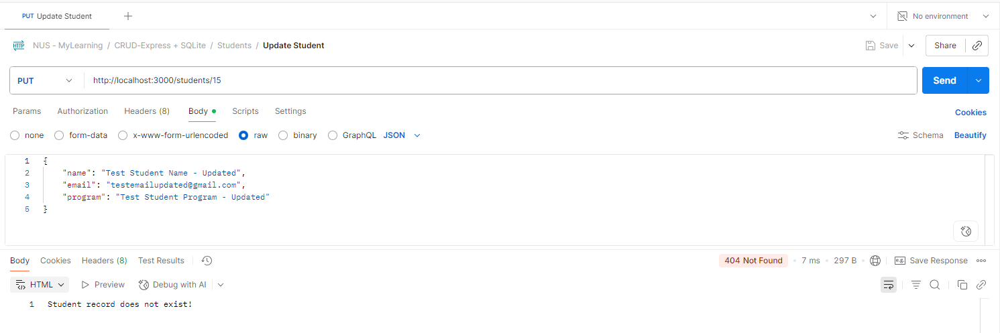 PUT Update Student
No environment
HTTP NUS - MyLearning / CRUD-Express + SQLite / Students / Update Student
Save Share
PUT http://localhost:3000/students/15 Send
Params Authorization Headers (8) Body Scripts Settings Cookies
none form-data x-www-form-urlencoded raw binary GraphQL JSON Schema Beautify
1 {
2 "name": "Test Student Name - Updated",
3 "email": "testemailupdated@gmail.com",
4 "program": "Test Student Program - Updated"
5 }
Body Cookies Headers (8) Test Results 404 Not Found • 7 ms • 297 B e.g. Save Response
HTML Preview Debug with AI
1 Student record does not exist!